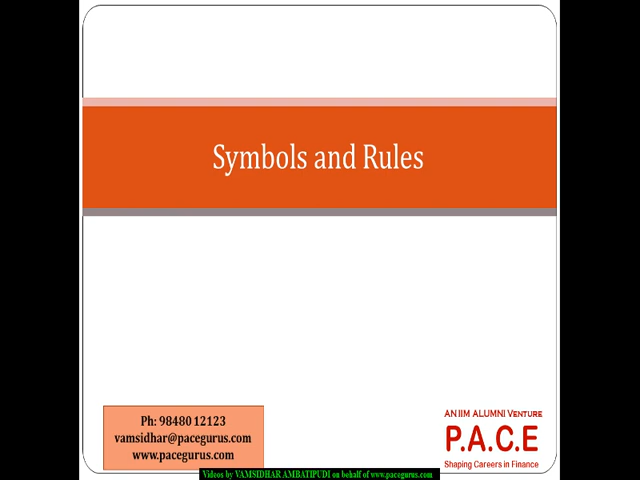 Symbols and Rules
Ph: 98480 12123
vamsidhar@pacegurus.com
www.pacegurus.com
AN IIM ALUMNI VENTURE
P.A.C.E
Shaping Careers in Finance
Videos by VAMSIDHAR AMBATIPUDI on behalf of www.pacegurus.com